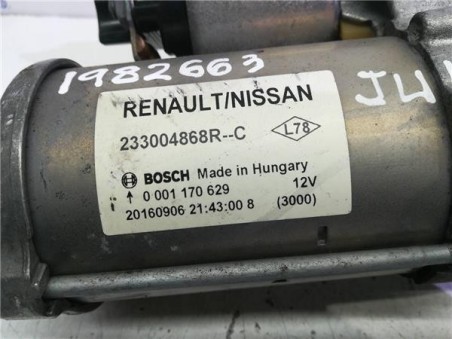 1982663
JU
RENAULT/NISSAN
233004868R--C L78
BOSCH Made in Hungary
0 001 170 629 12V
20160906 21:43:00 8 (3000)